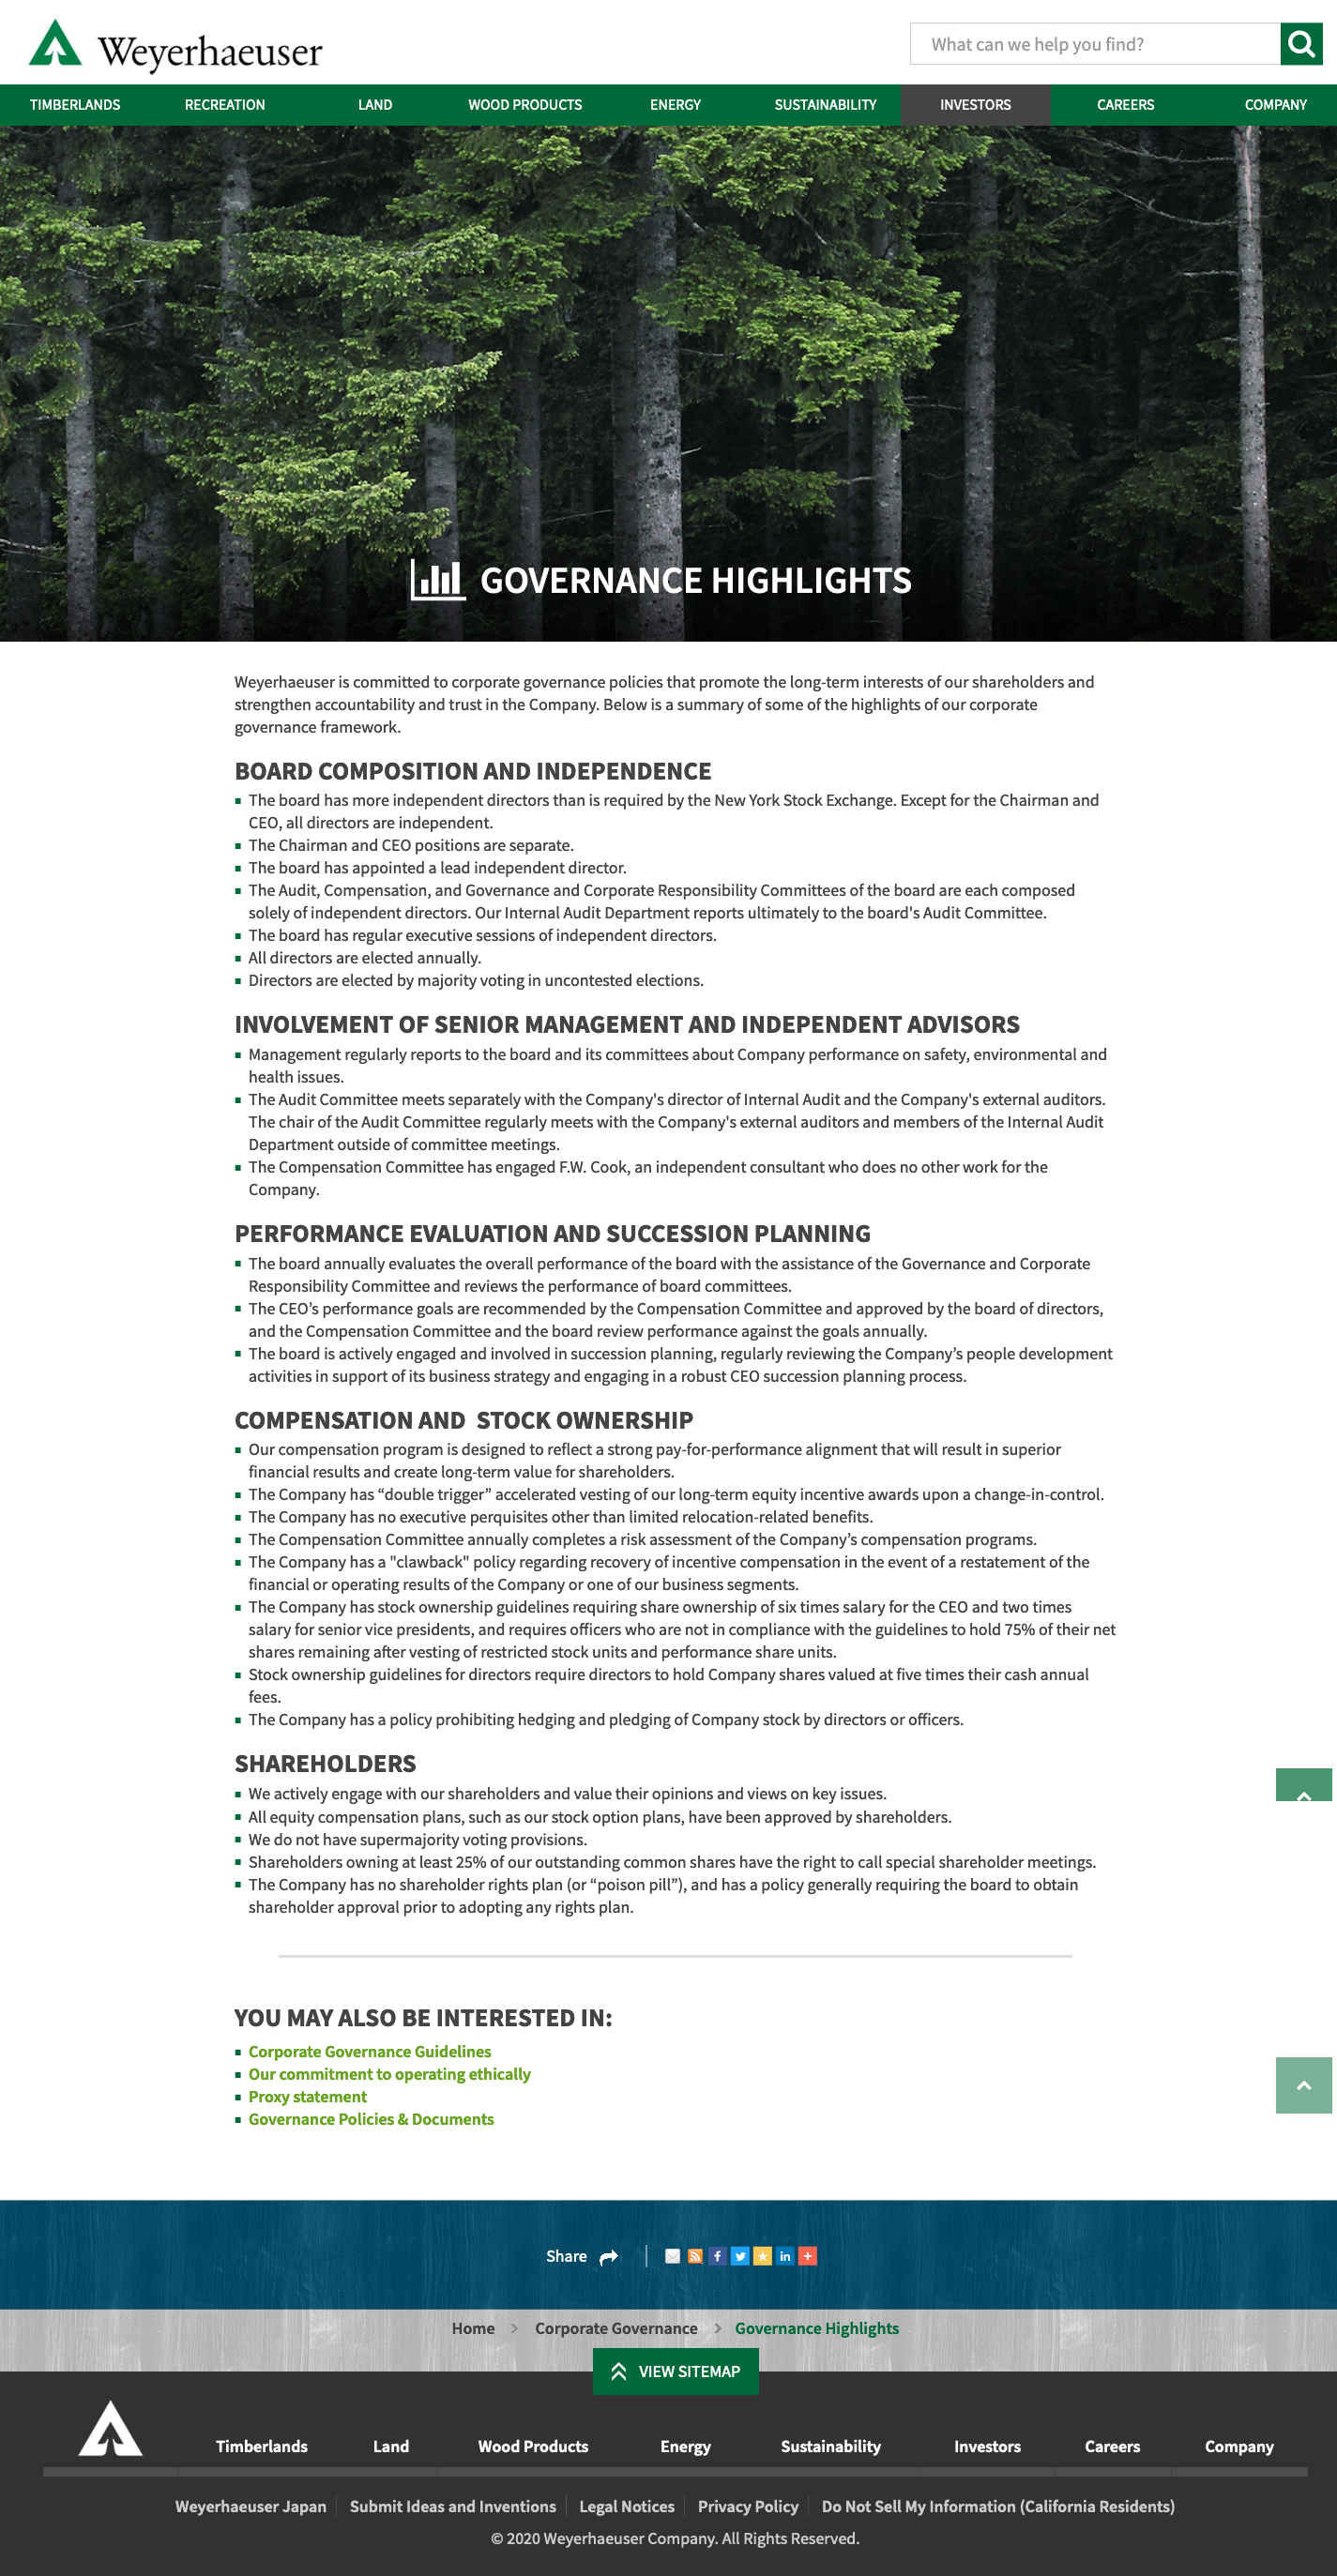 Weyerhaeuser
What can we help you find?
TIMBERLANDS RECREATION LAND WOOD PRODUCTS ENERGY SUSTAINABILITY INVESTORS CAREERS COMPANY
GOVERNANCE HIGHLIGHTS
Weyerhaeuser is committed to corporate governance policies that promote the long-term interests of our shareholders and
strengthen accountability and trust in the Company. Below is a summary of some of the highlights of our corporate
governance framework.
BOARD COMPOSITION AND INDEPENDENCE
The board has more independent directors than is required by the New York Stock Exchange. Except for the Chairman and
CEO, all directors are independent.
The Chairman and CEO positions are separate.
The board has appointed a lead independent director.
The Audit, Compensation, and Governance and Corporate Responsibility Committees of the board are each composed
solely of independent directors. Our Internal Audit Department reports ultimately to the board's Audit Committee.
The board has regular executive sessions of independent directors.
All directors are elected annually.
Directors are elected by majority voting in uncontested elections.
INVOLVEMENT OF SENIOR MANAGEMENT AND INDEPENDENT ADVISORS
Management regularly reports to the board and its committees about Company performance on safety, environmental and
health issues.
The Audit Committee meets separately with the Company's director of Internal Audit and the Company's external auditors.
The chair of the Audit Committee regularly meets with the Company's external auditors and members of the Internal Audit
Department outside of committee meetings.
The Compensation Committee has engaged F.W. Cook, an independent consultant who does no other work for the
Company.
PERFORMANCE EVALUATION AND SUCCESSION PLANNING
The board annually evaluates the overall performance of the board with the assistance of the Governance and Corporate
Responsibility Committee and reviews the performance of board committees.
The CEO’s performance goals are recommended by the Compensation Committee and approved by the board of directors,
and the Compensation Committee and the board review performance against the goals annually.
The board is actively engaged and involved in succession planning, regularly reviewing the Company’s people development
activities in support of its business strategy and engaging in a robust CEO succession planning process.
COMPENSATION AND  STOCK OWNERSHIP
Our compensation program is designed to reflect a strong pay-for-performance alignment that will result in superior
financial results and create long-term value for shareholders.
The Company has “double trigger” accelerated vesting of our long-term equity incentive awards upon a change-in-control.
The Company has no executive perquisites other than limited relocation-related benefits.
The Compensation Committee annually completes a risk assessment of the Company’s compensation programs.
The Company has a "clawback" policy regarding recovery of incentive compensation in the event of a restatement of the
financial or operating results of the Company or one of our business segments.
The Company has stock ownership guidelines requiring share ownership of six times salary for the CEO and two times
salary for senior vice presidents, and requires officers who are not in compliance with the guidelines to hold 75% of their net
shares remaining after vesting of restricted stock units and performance share units.
Stock ownership guidelines for directors require directors to hold Company shares valued at five times their cash annual
fees.
The Company has a policy prohibiting hedging and pledging of Company stock by directors or officers.
SHAREHOLDERS
We actively engage with our shareholders and value their opinions and views on key issues.
All equity compensation plans, such as our stock option plans, have been approved by shareholders.
We do not have supermajority voting provisions.
Shareholders owning at least 25% of our outstanding common shares have the right to call special shareholder meetings.
The Company has no shareholder rights plan (or “poison pill”), and has a policy generally requiring the board to obtain
shareholder approval prior to adopting any rights plan.
YOU MAY ALSO BE INTERESTED IN:
Corporate Governance Guidelines
Our commitment to operating ethically
Proxy statement
Governance Policies & Documents
Share
Home Corporate Governance Governance Highlights
VIEW SITEMAP
Timberlands Land Wood Products Energy Sustainability Investors Careers Company
Weyerhaeuser Japan Submit Ideas and Inventions Legal Notices Privacy Policy Do Not Sell My Information (California Residents)
© 2020 Weyerhaeuser Company. All Rights Reserved.